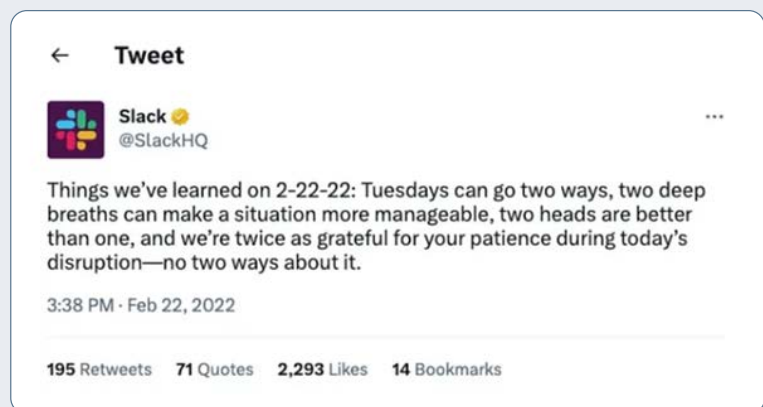 ← Tweet
Slack
@SlackHQ
...
Things we’ve learned on 2-22-22: Tuesdays can go two ways, two deep
breaths can make a situation more manageable, two heads are better
than one, and we’re twice as grateful for your patience during today’s
disruption—no two ways about it.
3:38 PM · Feb 22, 2022
195 Retweets 71 Quotes 2,293 Likes 14 Bookmarks